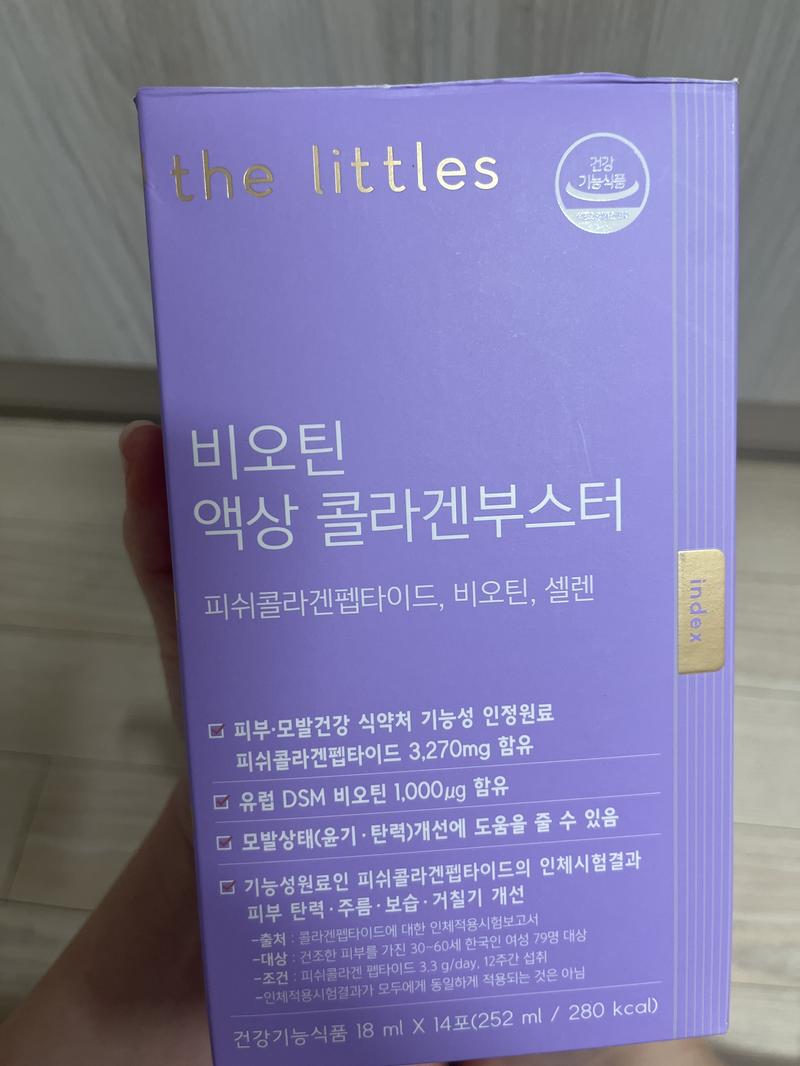 the littles
건강
기능식품
비오틴
액상 콜라겐부스터
피쉬콜라겐펩타이드, 비오틴, 셀렌
index
피부·모발건강 식약처 기능성 인정원료
피쉬콜라겐펩타이드 3,270mg 함유
유럽 DSM 비오틴 1,000µg 함유
모발상태(윤기·탄력)개선에 도움을 줄 수 있음
기능성원료인 피쉬콜라겐펩타이드의 인체시험결과
피부 탄력·주름·보습·거칠기 개선
-출처 : 콜라겐펩타이드에 대한 인체적용시험보고서
-대상 : 건조한 피부를 가진 30~60세 한국인 여성 79명 대상
-조건 : 피쉬콜라겐 펩타이드 3.3 g/day, 12주간 섭취
-인체적용시험결과가 모두에게 동일하게 적용되는 것은 아님
건강기능식품 18 ml X 14포(252 ml / 280 kcal)